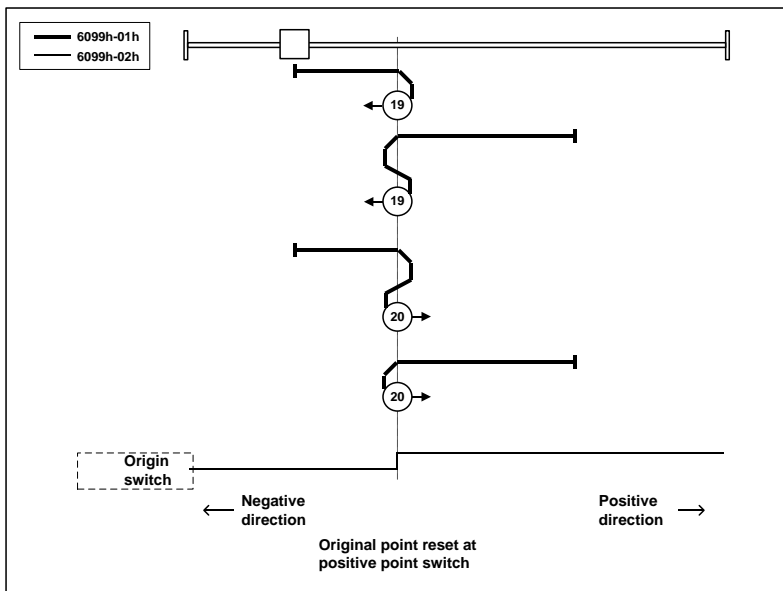 6099h-01h
6099h-02h
19
19
20
20
Origin
switch
Negative
direction
Positive
direction
Original point reset at
positive point switch